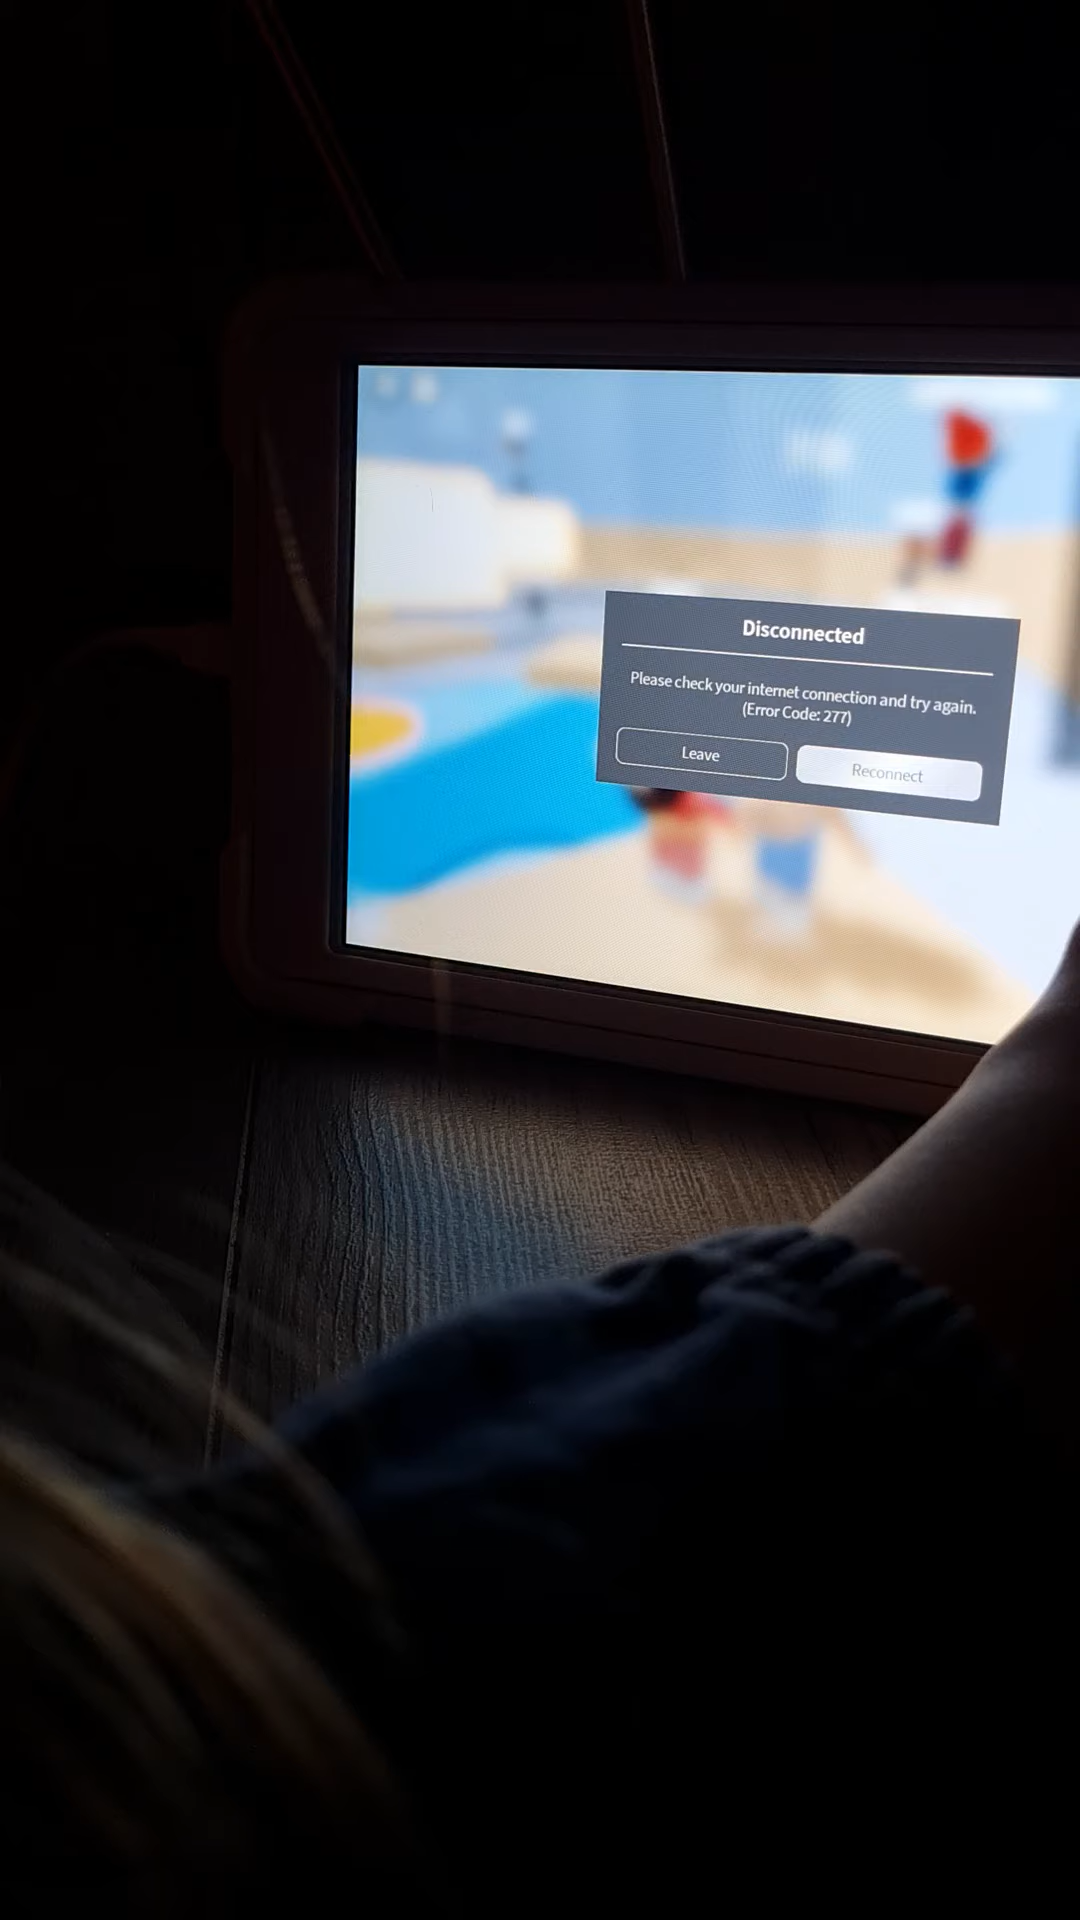 Disconnected
Please check your internet connection and try again.
(Error Code: 277)
Leave
Reconnect